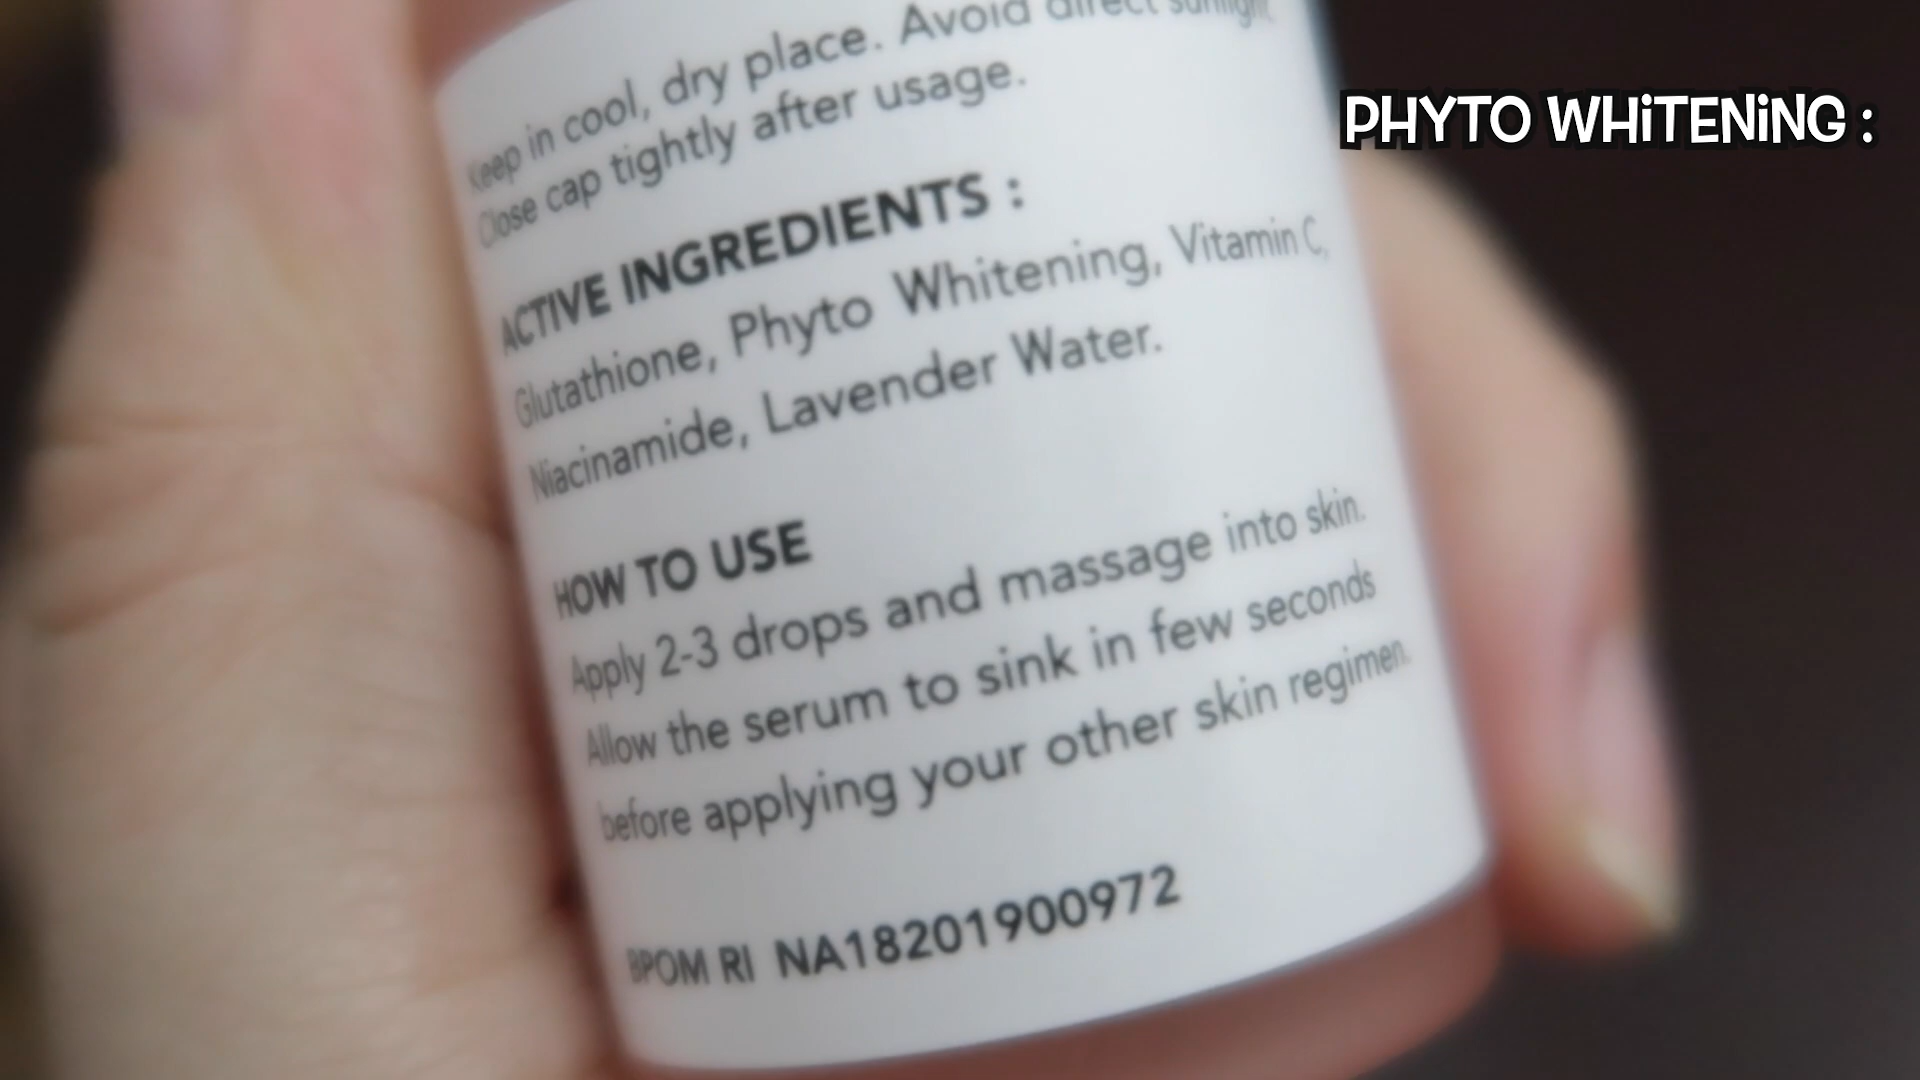 Keep in cool, dry place. Avoid direct sunlight.
Close cap tightly after usage.
PHYTO WHITENING :
ACTIVE INGREDIENTS :
Glutathione, Phyto Whitening, Vitamin C,
Niacinamide, Lavender Water.
HOW TO USE
Apply 2-3 drops and massage into skin.
Allow the serum to sink in few seconds
before applying your other skin regimen.
BPOM RI NA18201900972